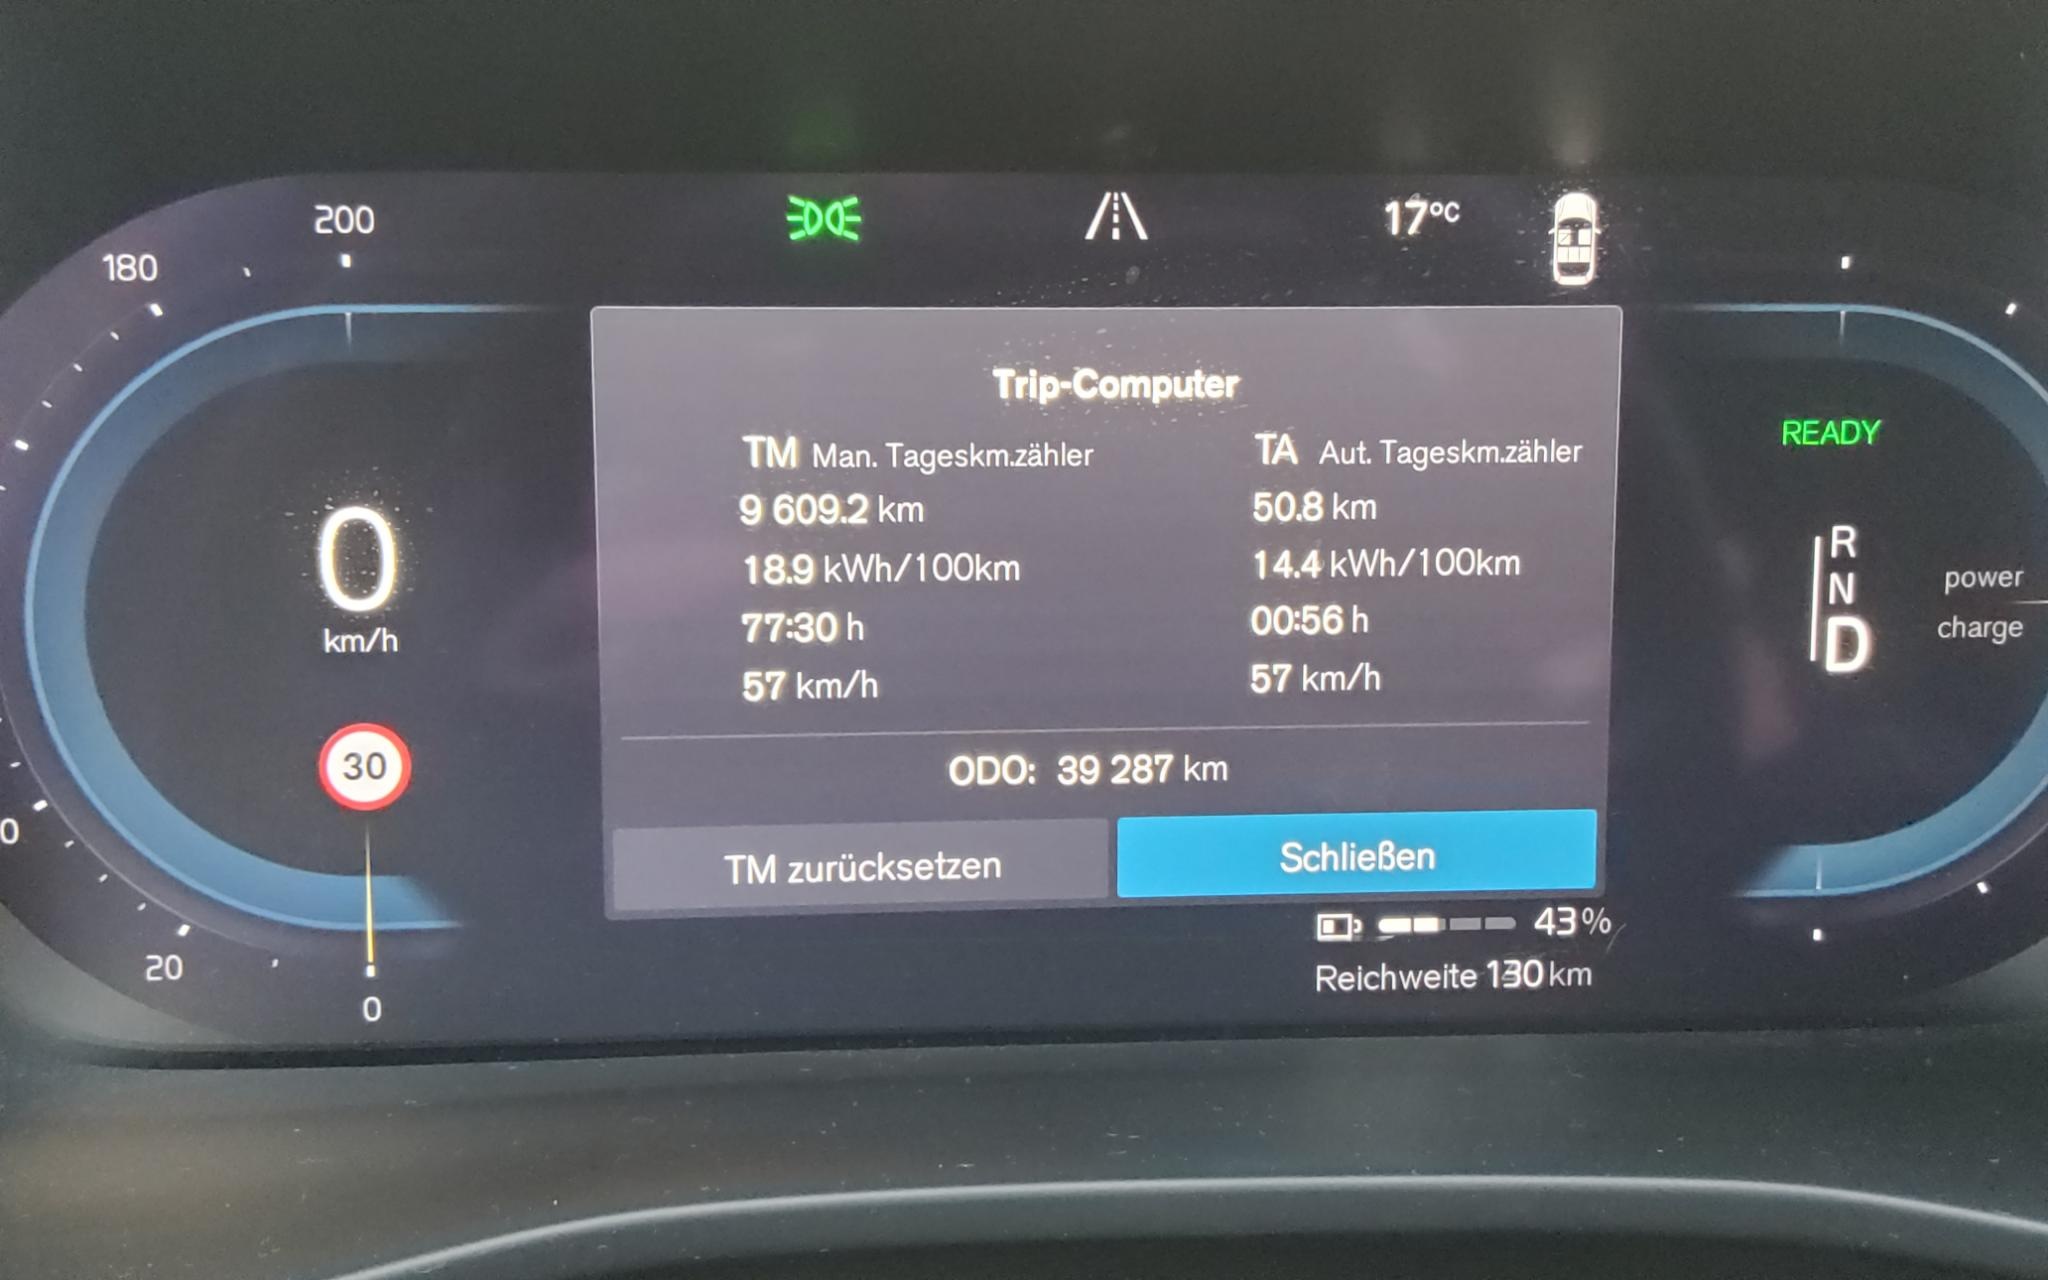 200
180
17°C
Trip-Computer
TM Man. Tageskm.zähler
TA Aut. Tageskm.zähler
9 609.2 km
50.8 km
18.9 kWh/100km
14.4 kWh/100km
77:30 h
00:56 h
57 km/h
57 km/h
ODO: 39 287 km
TM zurücksetzen
Schließen
43%
Reichweite 130 km
0
km/h
30
0
20
0
READY
R
N
D
power
charge